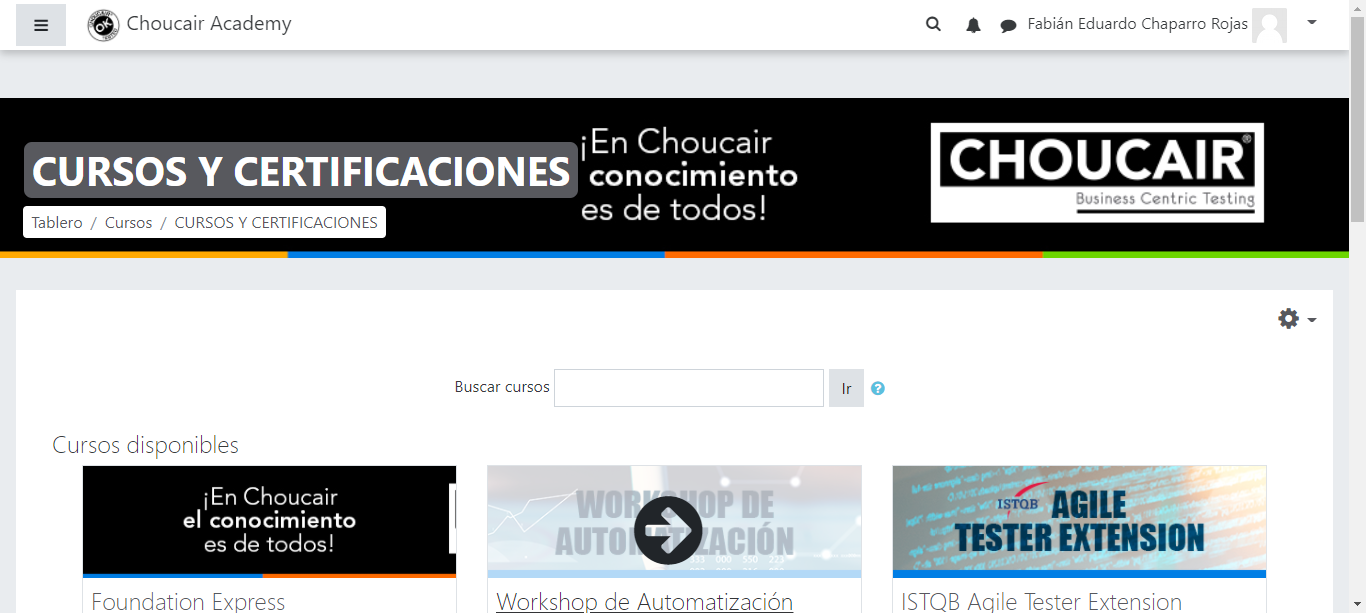 Choucair Academy
Fabián Eduardo Chaparro Rojas
CURSOS Y CERTIFICACIONES
¡En Choucair
conocimiento
es de todos!
CHOUCAIR®
Business Centric Testing
Tablero / Cursos / CURSOS Y CERTIFICACIONES
Buscar cursos
Ir
Cursos disponibles
¡En Choucair
el conocimiento
es de todos!
Foundation Express
WORKSHOP DE
AUTOMATIZACIÓN
Workshop de Automatización
ISTQB AGILE
TESTER EXTENSION
ISTQB Agile Tester Extension